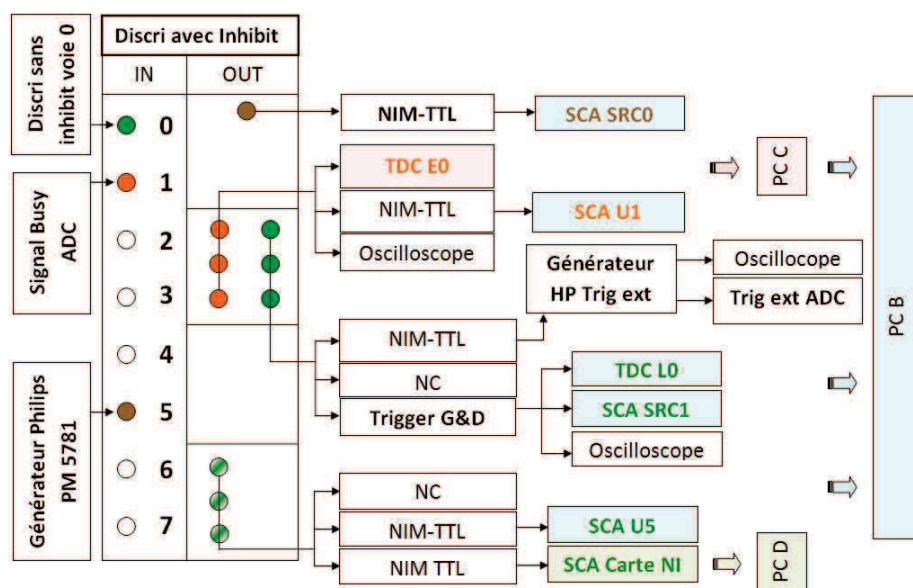 Discri avec Inhibit
IN
OUT
Discri sans
inhibit voie 0
Signal Busy
ADC
Générateur Philips
PM 5781
0
1
2
3
4
5
6
7
NIM-TTL
SCA SRC0
TDC E0
NIM-TTL
SCA U1
Oscilloscope
Générateur
HP Trig ext
Oscillocope
Trig ext ADC
NIM-TTL
NC
Trigger G&D
TDC L0
SCA SRC1
Oscilloscope
NC
NIM-TTL
SCA U5
NIM TTL
SCA Carte NI
PC C
PC B
PC D